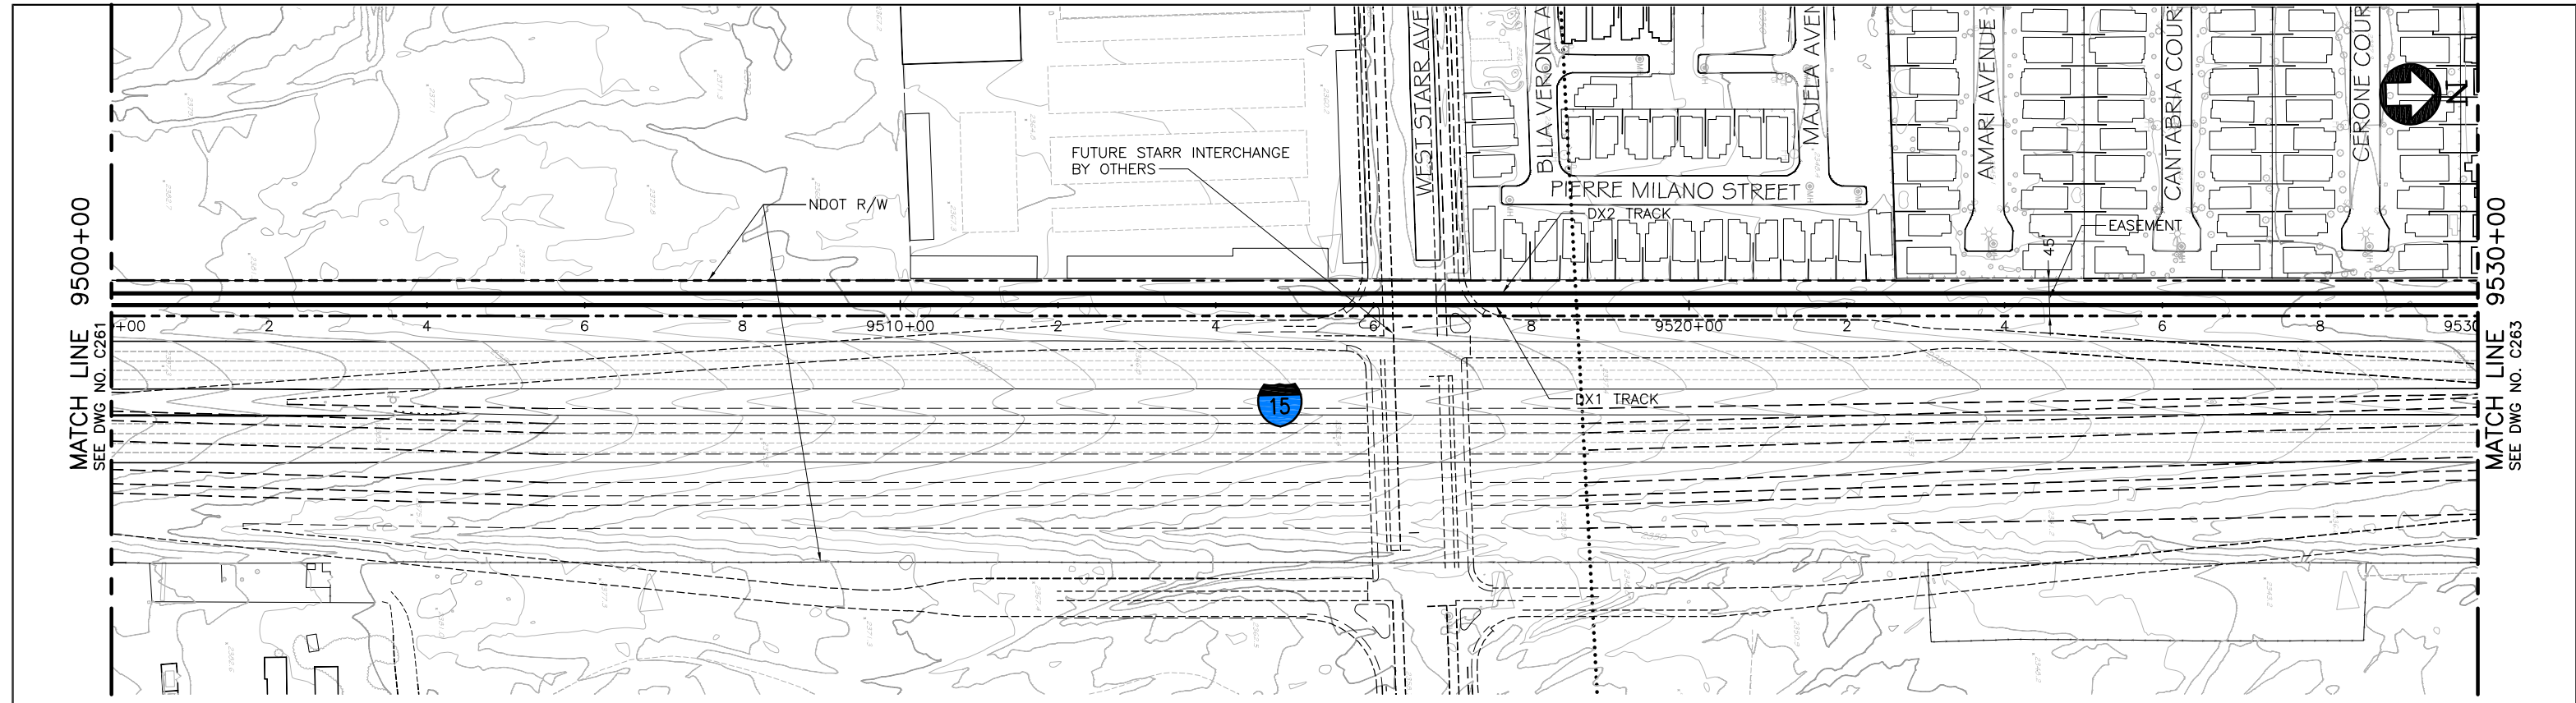 WEST STARR AVE
BLLA VERONA A
MAJELA AVEN
AMARI AVENUE
CANTABRIA COUR
CERONE COUR
N
FUTURE STARR INTERCHANGE
BY OTHERS
PIERRE MILANO STREET
NDOT R/W
DX2 TRACK
EASEMENT
45'
MATCH LINE 9500+00
SEE DWG NO. C261
+00 2 4 6 8 9510+00 2 4 6 8 9520+00 2 4 6 8 9530
MATCH LINE 9530+00
SEE DWG NO. C263
15
DX1 TRACK